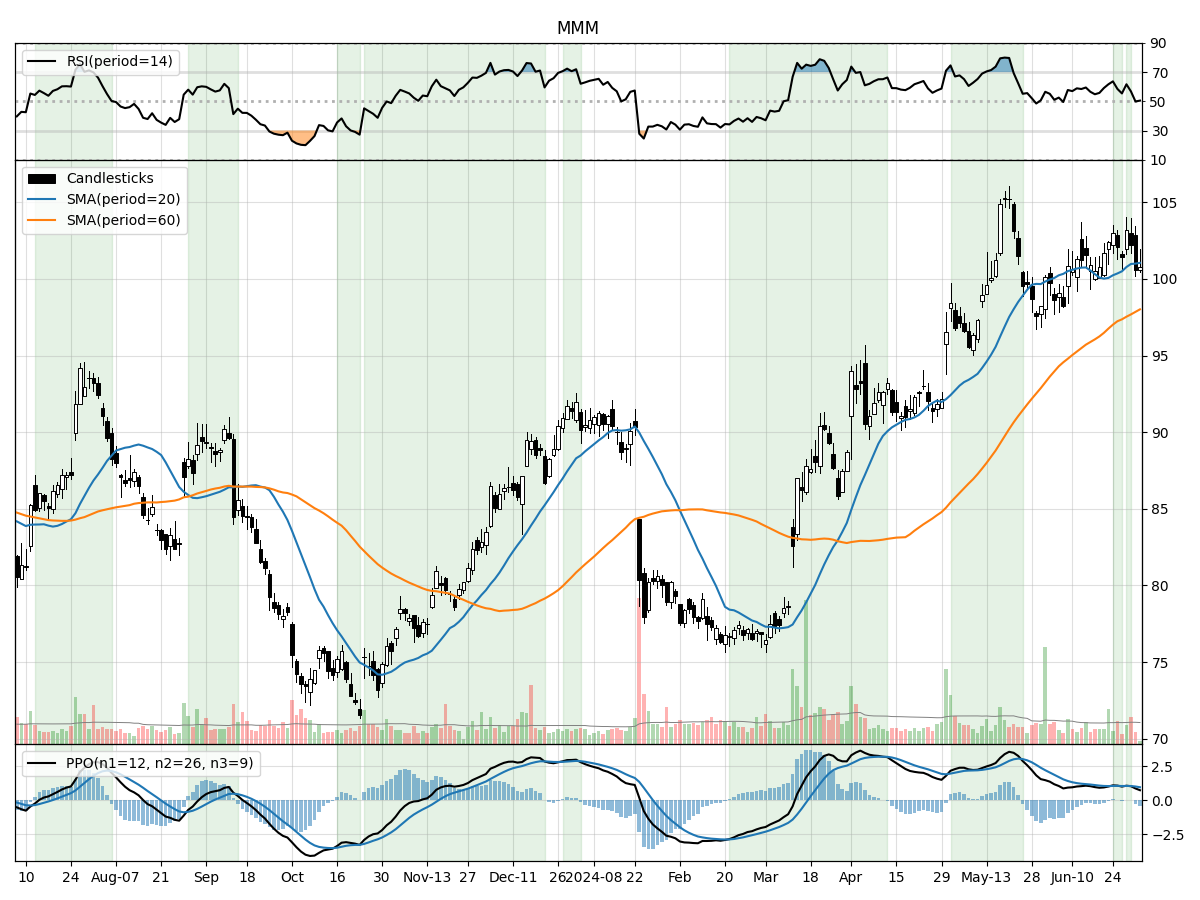 MMM
RSI(period=14)
90
70
50
30
10
Candlesticks
SMA(period=20)
SMA(period=60)
105
100
95
90
85
80
75
70
PPO(n1=12, n2=26, n3=9)
2.5
0.0
−2.5
10 24 Aug-07 21 Sep 18 Oct 16 30 Nov-13 27 Dec-11 26 2024-08 22 Feb 20 Mar 18 Apr 15 29 May-13 28 Jun-10 24